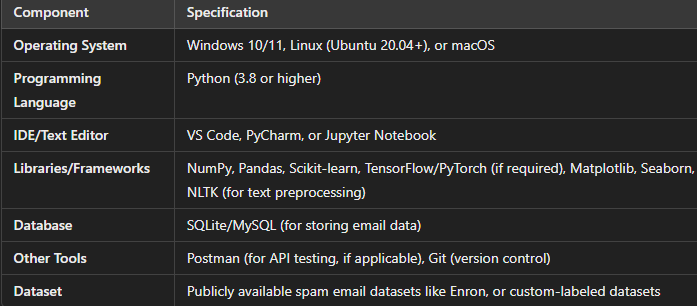 Component Specification
Operating System Windows 10/11, Linux (Ubuntu 20.04+), or macOS
Programming Python (3.8 or higher)
Language
IDE/Text Editor VS Code, PyCharm, or Jupyter Notebook
Libraries/Frameworks NumPy, Pandas, Scikit-learn, TensorFlow/PyTorch (if required), Matplotlib, Seaborn,
NLTK (for text preprocessing)
Database SQLite/MySQL (for storing email data)
Other Tools Postman (for API testing, if applicable), Git (version control)
Dataset Publicly available spam email datasets like Enron, or custom-labeled datasets